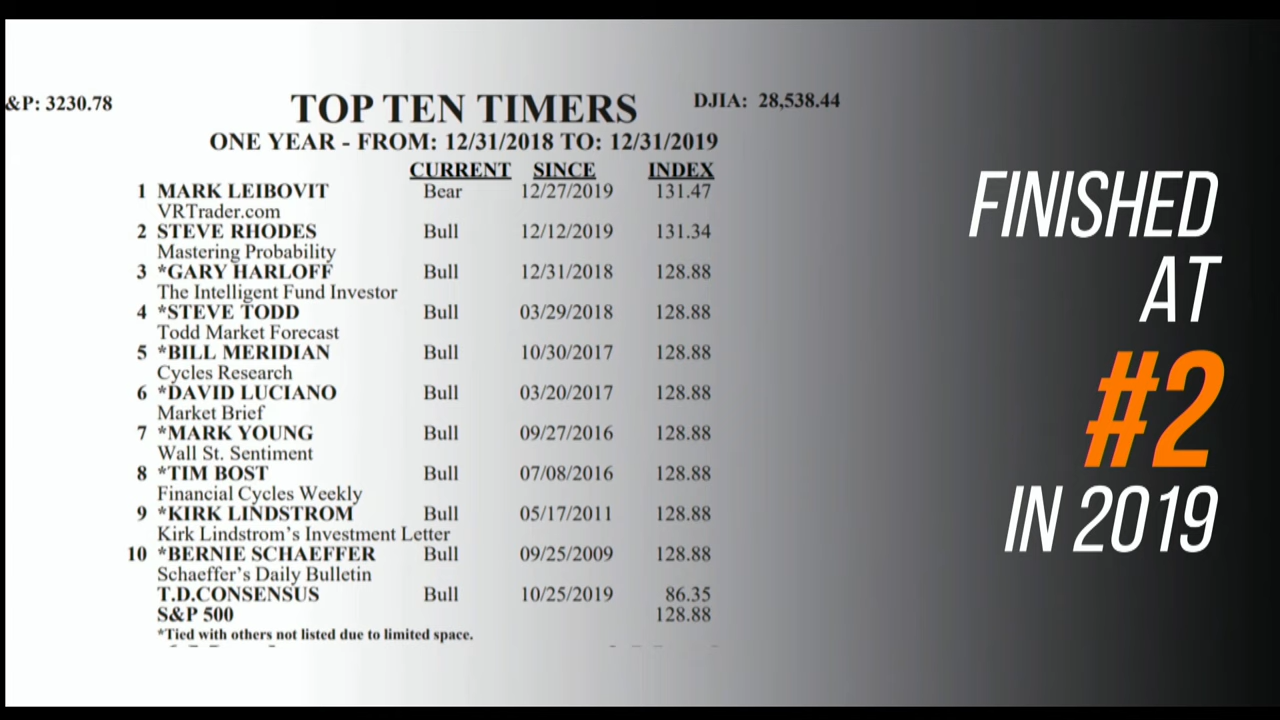 &P: 3230.78
TOP TEN TIMERS
DJIA: 28,538.44
ONE YEAR - FROM: 12/31/2018 TO: 12/31/2019
CURRENT SINCE INDEX
1 MARK LEIBOVIT Bear 12/27/2019 131.47
VRTrader.com
2 STEVE RHODES Bull 12/12/2019 131.34
Mastering Probability
3 *GARY HARLOFF Bull 12/31/2018 128.88
The Intelligent Fund Investor
4 *STEVE TODD Bull 03/29/2018 128.88
Todd Market Forecast
5 *BILL MERIDIAN Bull 10/30/2017 128.88
Cycles Research
6 *DAVID LUCIANO Bull 03/20/2017 128.88
Market Brief
7 *MARK YOUNG Bull 09/27/2016 128.88
Wall St. Sentiment
8 *TIM BOST Bull 07/08/2016 128.88
Financial Cycles Weekly
9 *KIRK LINDSTROM Bull 05/17/2011 128.88
Kirk Lindstrom's Investment Letter
10 *BERNIE SCHAEFFER Bull 09/25/2009 128.88
Schaeffer's Daily Bulletin
T.D.CONSENSUS Bull 10/25/2019 86.35
S&P 500 128.88
*Tied with others not listed due to limited space.
FINISHED
AT
#2
IN 2019